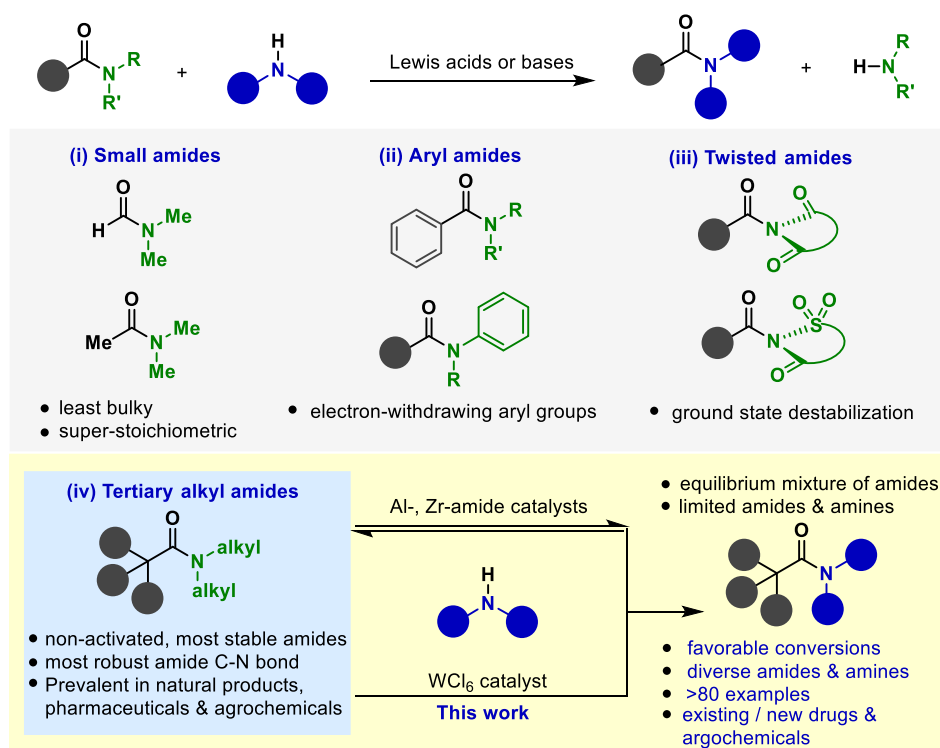 O
R
N
R'
+
H
N
Lewis acids or bases
O
N
+
R
H N
R'
(i) Small amides
(ii) Aryl amides
(iii) Twisted amides
O
H
N
Me
Me
O
N
R
R'
O
O
N
O
O
Me
N
Me
Me
O
N
R
O
O O
N
S
O
● least bulky
● super-stoichiometric
● electron-withdrawing aryl groups
● ground state destabilization
(iv) Tertiary alkyl amides
O
alkyl
N
alkyl
● non-activated, most stable amides
● most robust amide C-N bond
● Prevalent in natural products,
pharmaceuticals & agrochemicals
Al-, Zr-amide catalysts
H
N
WCl6 catalyst
This work
● equilibrium mixture of amides
● limited amides & amines
O
N
● favorable conversions
● diverse amides & amines
● >80 examples
● existing / new drugs &
argochemicals